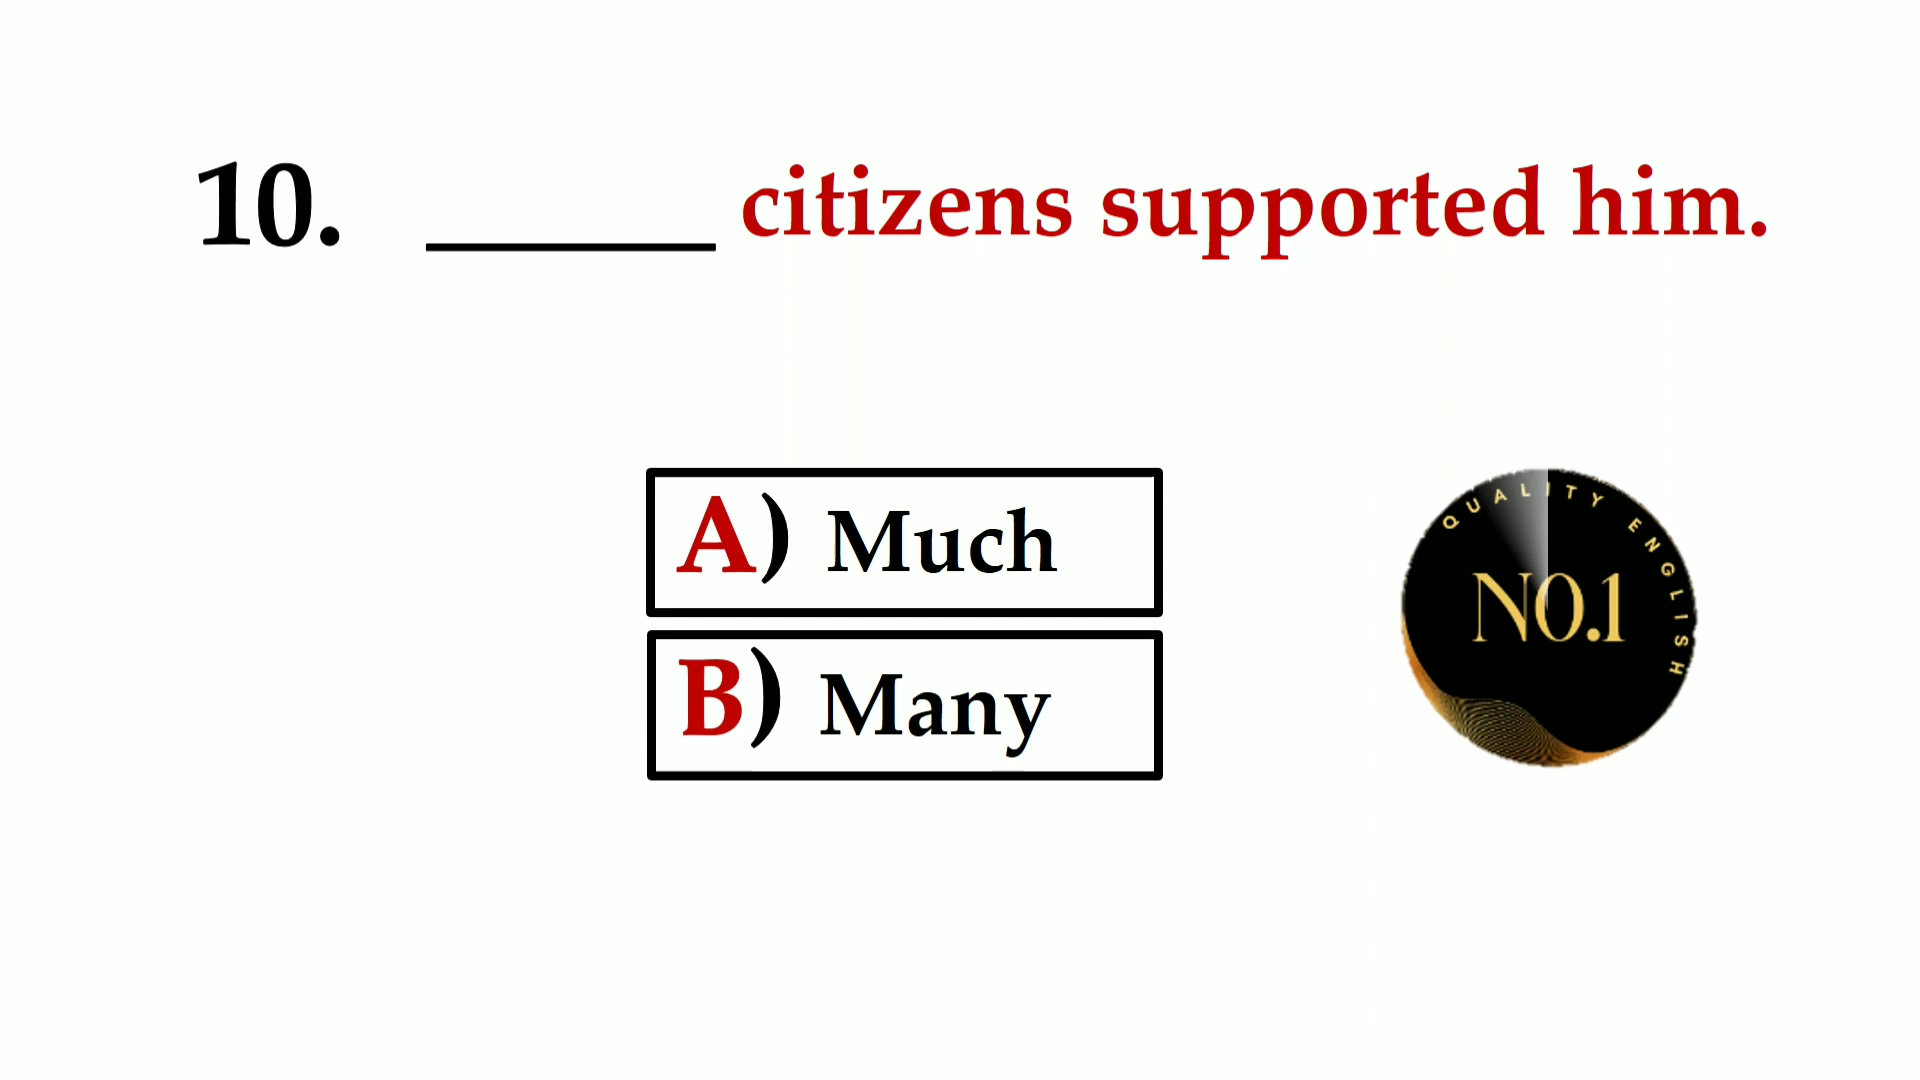 10. ______ citizens supported him.
A) Much
B) Many
QUALITY ENGLISH
NO.1